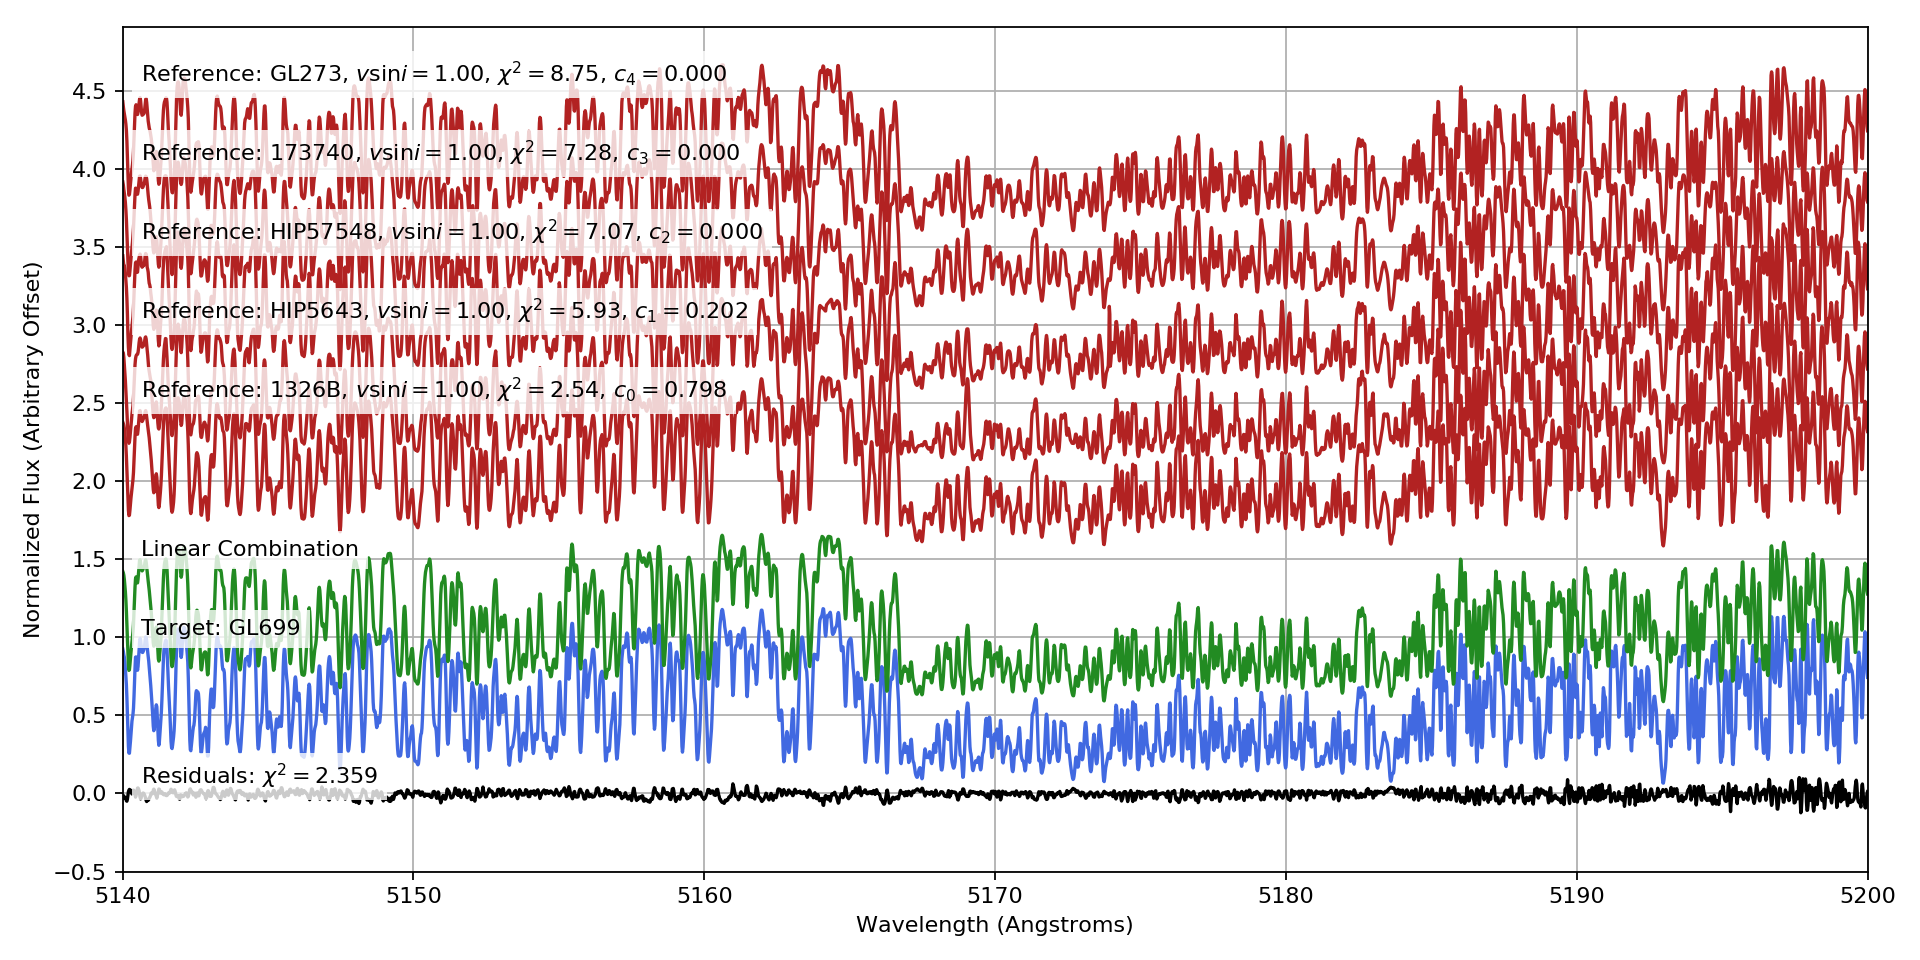 Reference: GL273, vsini = 1.00, χ² = 8.75, c₄ = 0.000
Reference: 173740, vsini = 1.00, χ² = 7.28, c₃ = 0.000
Reference: HIP57548, vsini = 1.00, χ² = 7.07, c₂ = 0.000
Reference: HIP5643, vsini = 1.00, χ² = 5.93, c₁ = 0.202
Reference: 1326B, vsini = 1.00, χ² = 2.54, c₀ = 0.798
Linear Combination
Target: GL699
Residuals: χ² = 2.359
Normalized Flux (Arbitrary Offset)
4.5
4.0
3.5
3.0
2.5
2.0
1.5
1.0
0.5
0.0
−0.5
5140 5150 5160 5170 5180 5190 5200
Wavelength (Angstroms)